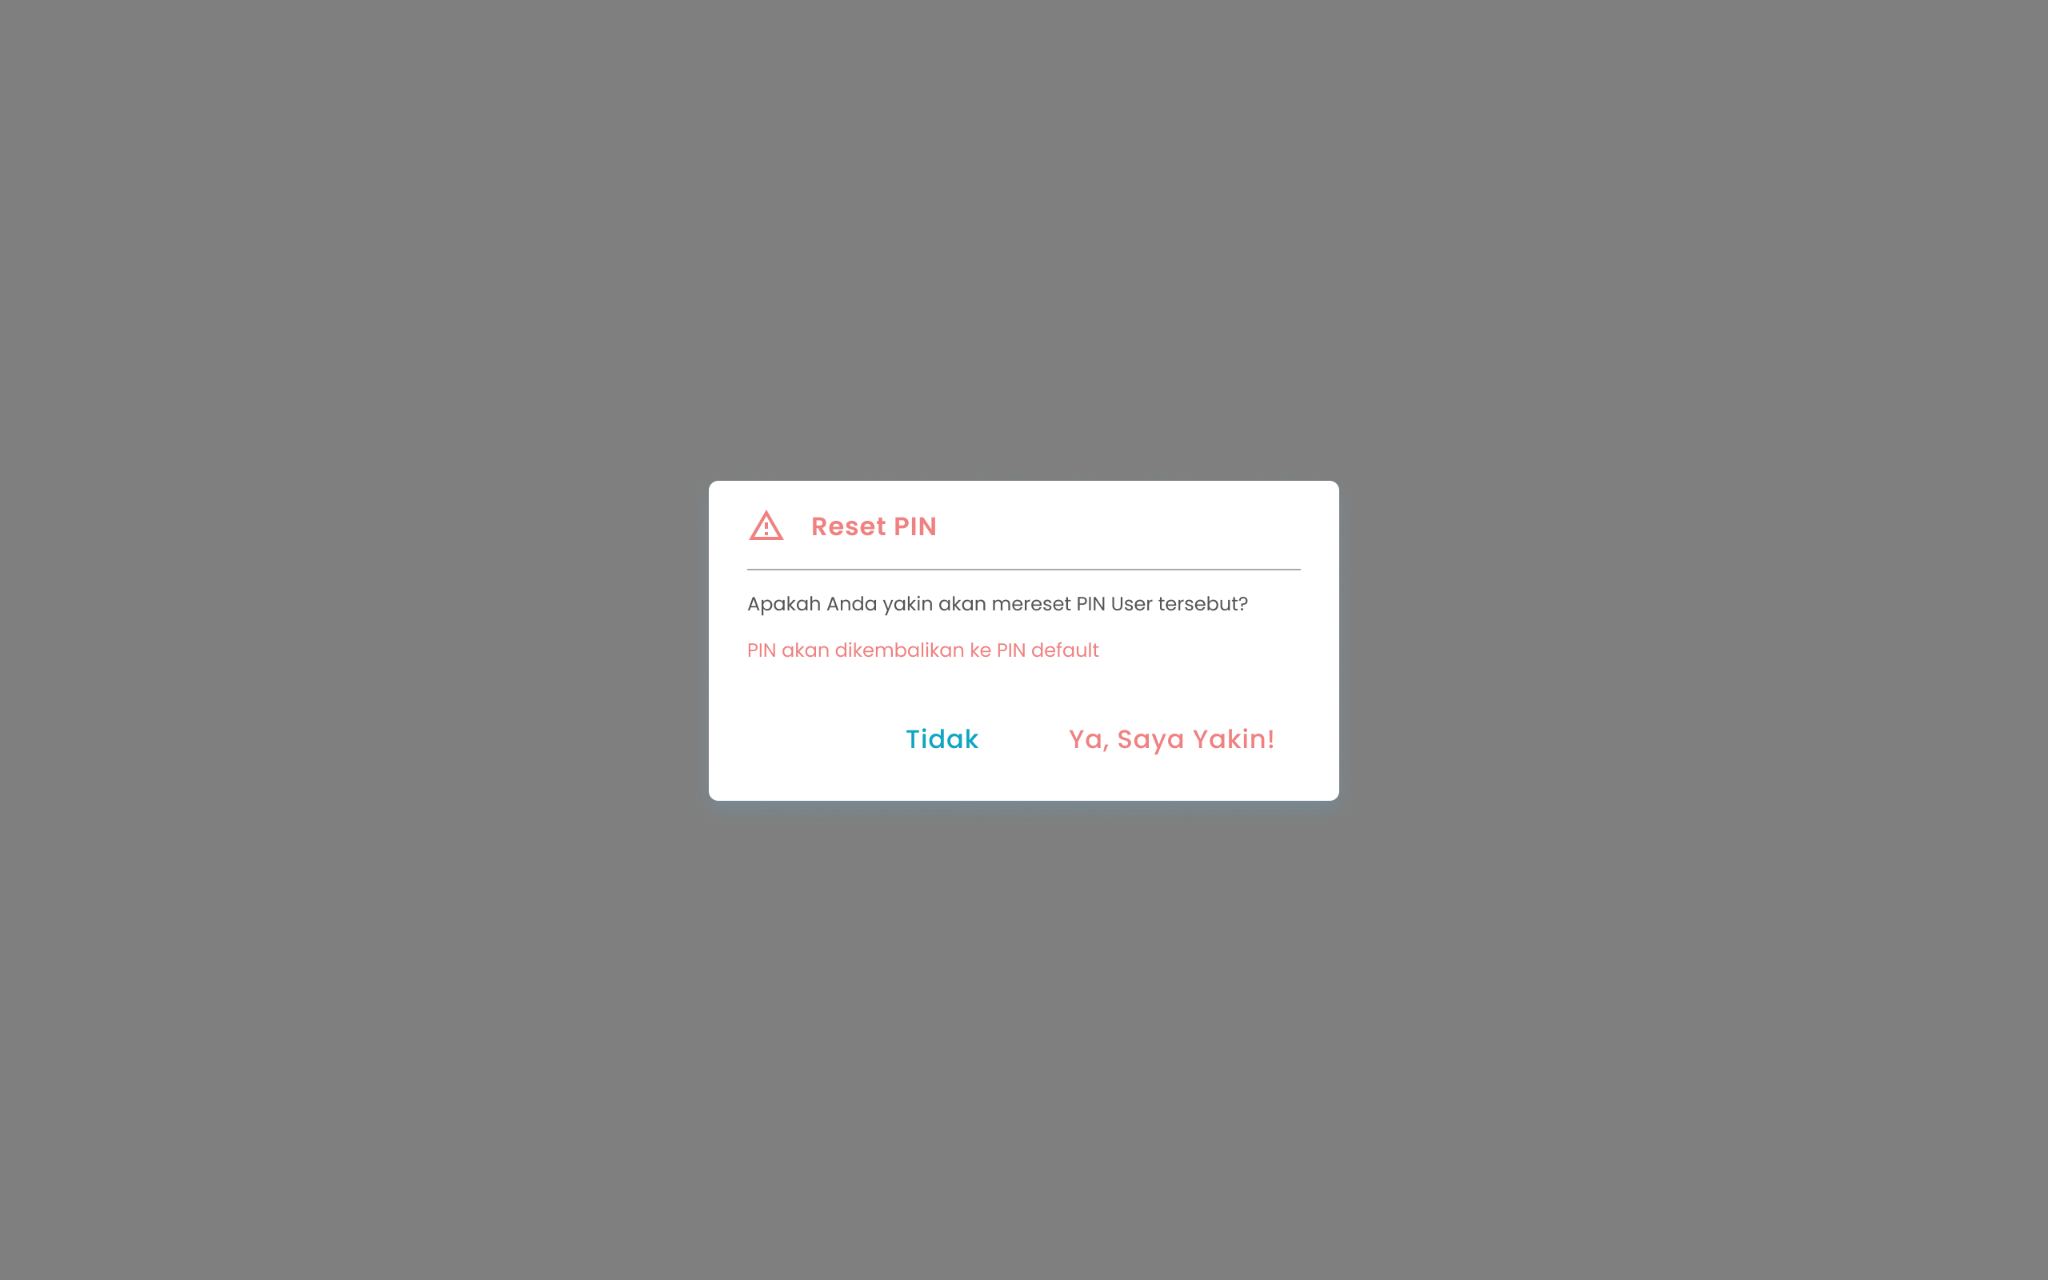 Reset PIN
Apakah Anda yakin akan mereset PIN User tersebut?
PIN akan dikembalikan ke PIN default
Tidak
Ya, Saya Yakin!